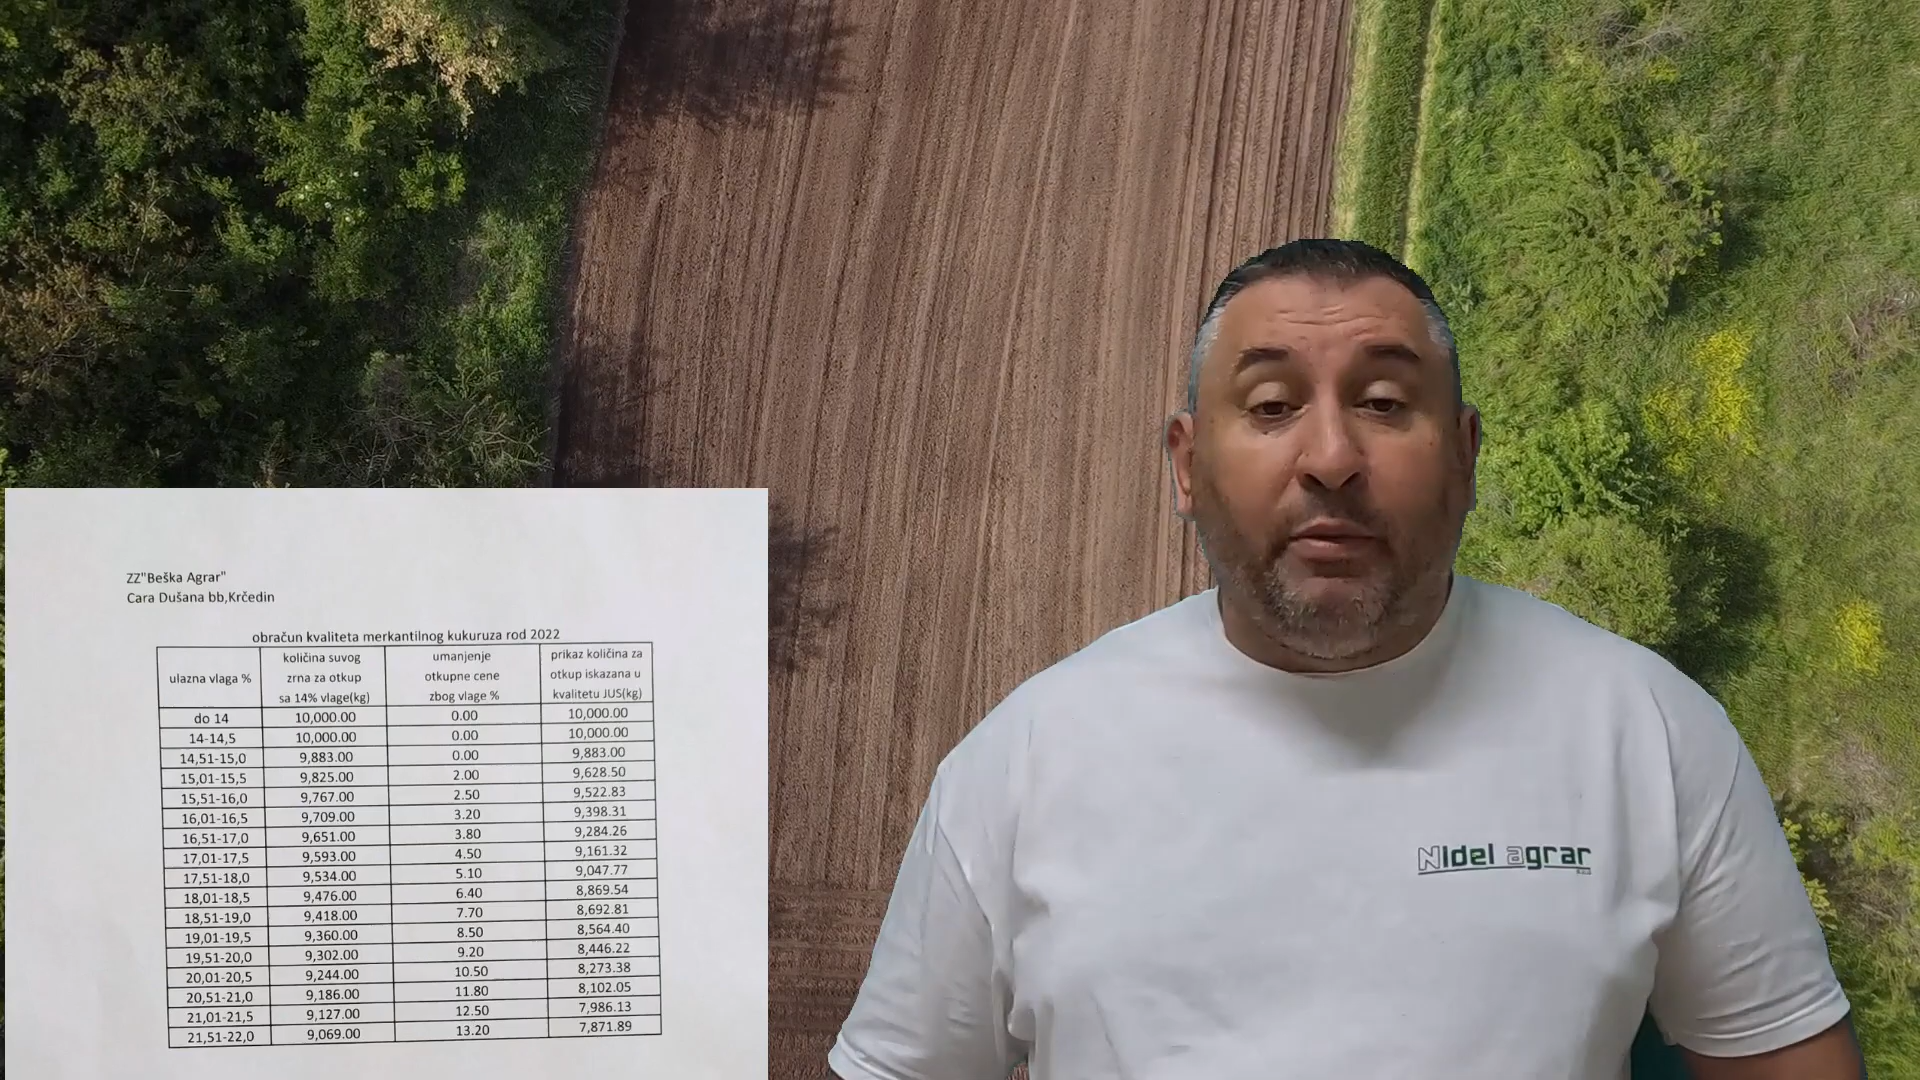 ZZ"Beška Agrar"
Cara Dušana bb,Krčedin
obračun kvaliteta merkantilnog kukuruza rod 2022
ulazna vlaga % količina suvog zrna za otkup sa 14% vlage(kg) umanjenje otkupne cene zbog vlage % prikaz količina za otkup iskazana u kvalitetu JUS(kg)
do 14 10,000.00 0.00 10,000.00
14-14,5 10,000.00 0.00 10,000.00
14,51-15,0 9,883.00 0.00 9,883.00
15,01-15,5 9,825.00 2.00 9,628.50
15,51-16,0 9,767.00 2.50 9,522.83
16,01-16,5 9,709.00 3.20 9,398.31
16,51-17,0 9,651.00 3.80 9,284.26
17,01-17,5 9,593.00 4.50 9,161.32
17,51-18,0 9,534.00 5.10 9,047.77
18,01-18,5 9,476.00 6.40 8,869.54
18,51-19,0 9,418.00 7.70 8,692.81
19,01-19,5 9,360.00 8.50 8,564.40
19,51-20,0 9,302.00 9.20 8,446.22
20,01-20,5 9,244.00 10.50 8,273.38
20,51-21,0 9,186.00 11.80 8,102.05
21,01-21,5 9,127.00 12.50 7,986.13
21,51-22,0 9,069.00 13.20 7,871.89
Nidel agrar